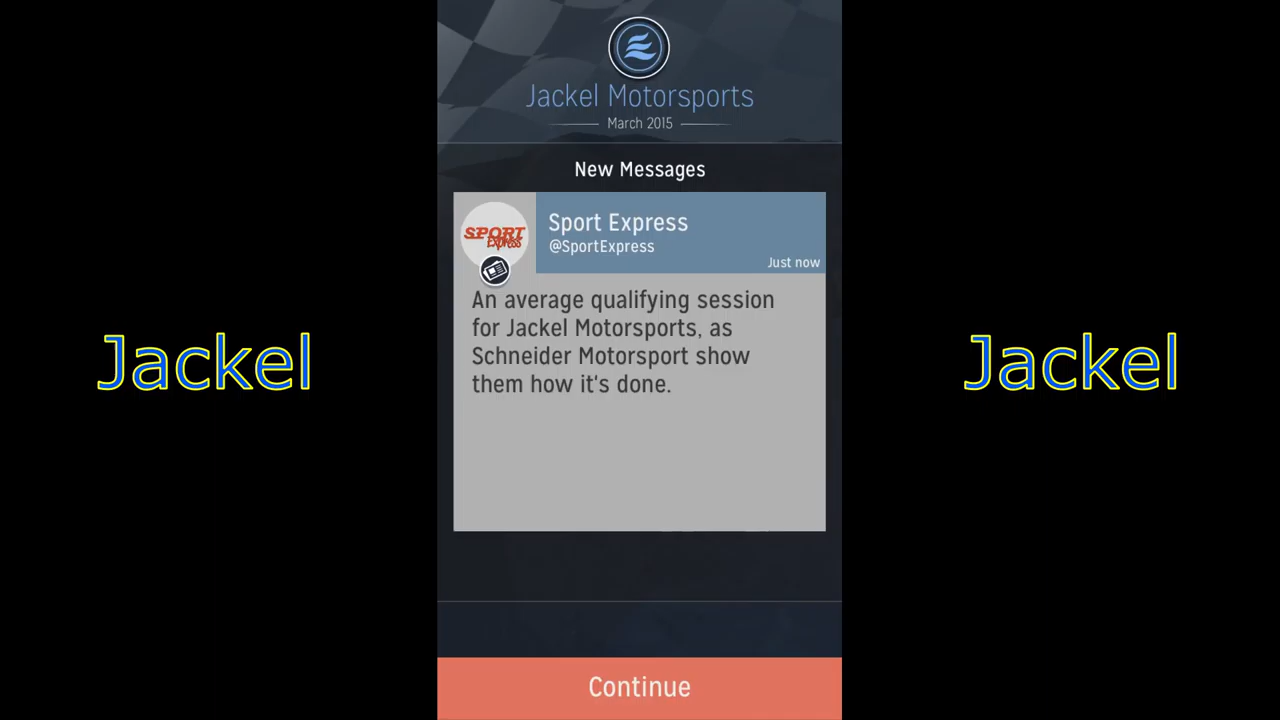 Jackel Motorsports
March 2015
New Messages
SPORT
EXPRESS
Sport Express
@SportExpress
Just now
An average qualifying session
for Jackel Motorsports, as
Schneider Motorsport show
them how it's done.
Jackel
Jackel
Continue